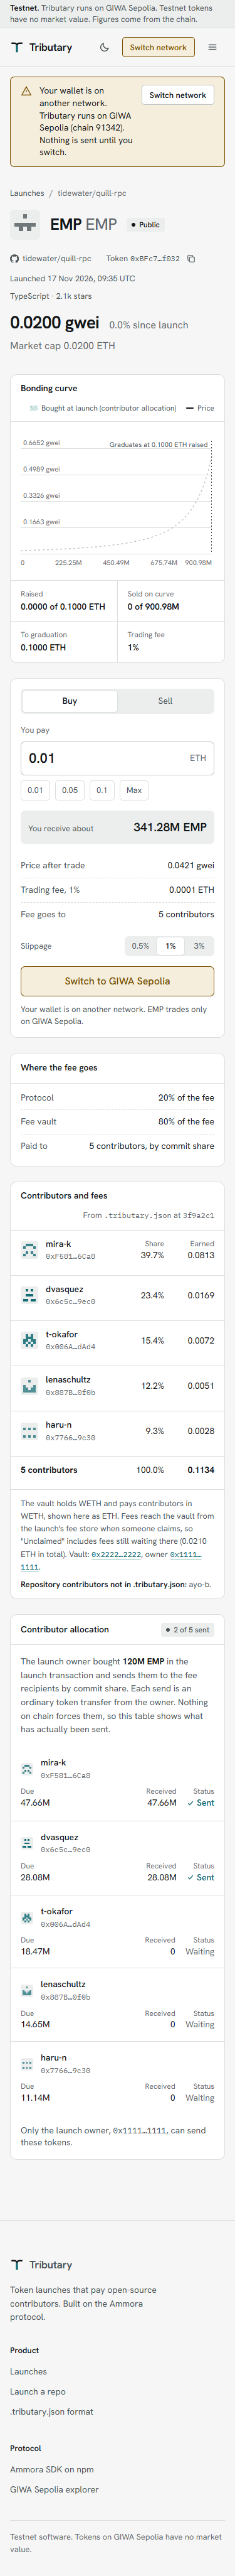 Testnet. Tributary runs on GIWA Sepolia. Testnet tokens
have no market value. Figures come from the chain.
Tributary
Switch network
Your wallet is on
another network.
Tributary runs on GIWA
Sepolia (chain 91342).
Nothing is sent until you
switch.
Switch network
Launches / tidewater/quill-rpc
EMP EMP
Public
tidewater/quill-rpc
Token 0xBFc7…f032
Launched 17 Nov 2026, 09:35 UTC
TypeScript · 2.1k stars
0.0200 gwei 0.0% since launch
Market cap 0.0200 ETH
Bonding curve
Bought at launch (contributor allocation)
Price
0.6652 gwei
Graduates at 0.1000 ETH raised
0.4989 gwei
0.3326 gwei
0.1663 gwei
0 225.25M 450.49M 675.74M 900.98M
Raised
0.0000 of 0.1000 ETH
Sold on curve
0 of 900.98M
To graduation
0.1000 ETH
Trading fee
1%
Buy
Sell
You pay
0.01 ETH
0.01 0.05 0.1 Max
You receive about 341.28M EMP
Price after trade 0.0421 gwei
Trading fee, 1% 0.0001 ETH
Fee goes to 5 contributors
Slippage 0.5% 1% 3%
Switch to GIWA Sepolia
Your wallet is on another network. EMP trades only
on GIWA Sepolia.
Where the fee goes
Protocol 20% of the fee
Fee vault 80% of the fee
Paid to 5 contributors, by commit share
Contributors and fees
From .tributary.json at 3f9a2c1
mira-k
0xF581…6Ca8
Share
39.7%
Earned
0.0813
dvasquez
0x6c5c…9ec0
23.4% 0.0169
t-okafor
0x006A…dAd4
15.4% 0.0072
lenaschultz
0x887B…0f0b
12.2% 0.0051
haru-n
0x7766…9c30
9.3% 0.0028
5 contributors 100.0% 0.1134
The vault holds WETH and pays contributors in
WETH, shown here as ETH. Fees reach the vault from
the launch's fee store when someone claims, so
"Unclaimed" includes fees still waiting there (0.0210
ETH in total). Vault: 0x2222…2222, owner 0x1111…
1111.
Repository contributors not in .tributary.json: ayo-b.
Contributor allocation
2 of 5 sent
The launch owner bought 120M EMP in the
launch transaction and sends them to the fee
recipients by commit share. Each send is an
ordinary token transfer from the owner. Nothing
on chain forces them, so this table shows what
has actually been sent.
mira-k
0xF581…6Ca8
Due Received Status
47.66M 47.66M Sent
dvasquez
0x6c5c…9ec0
Due Received Status
28.08M 28.08M Sent
t-okafor
0x006A…dAd4
Due Received Status
18.47M 0 Waiting
lenaschultz
0x887B…0f0b
Due Received Status
14.65M 0 Waiting
haru-n
0x7766…9c30
Due Received Status
11.14M 0 Waiting
Only the launch owner, 0x1111…1111, can send
these tokens.
Tributary
Token launches that pay open-source
contributors. Built on the Ammora
protocol.
Product
Launches
Launch a repo
.tributary.json format
Protocol
Ammora SDK on npm
GIWA Sepolia explorer
Testnet software. Tokens on GIWA Sepolia have no market
value.